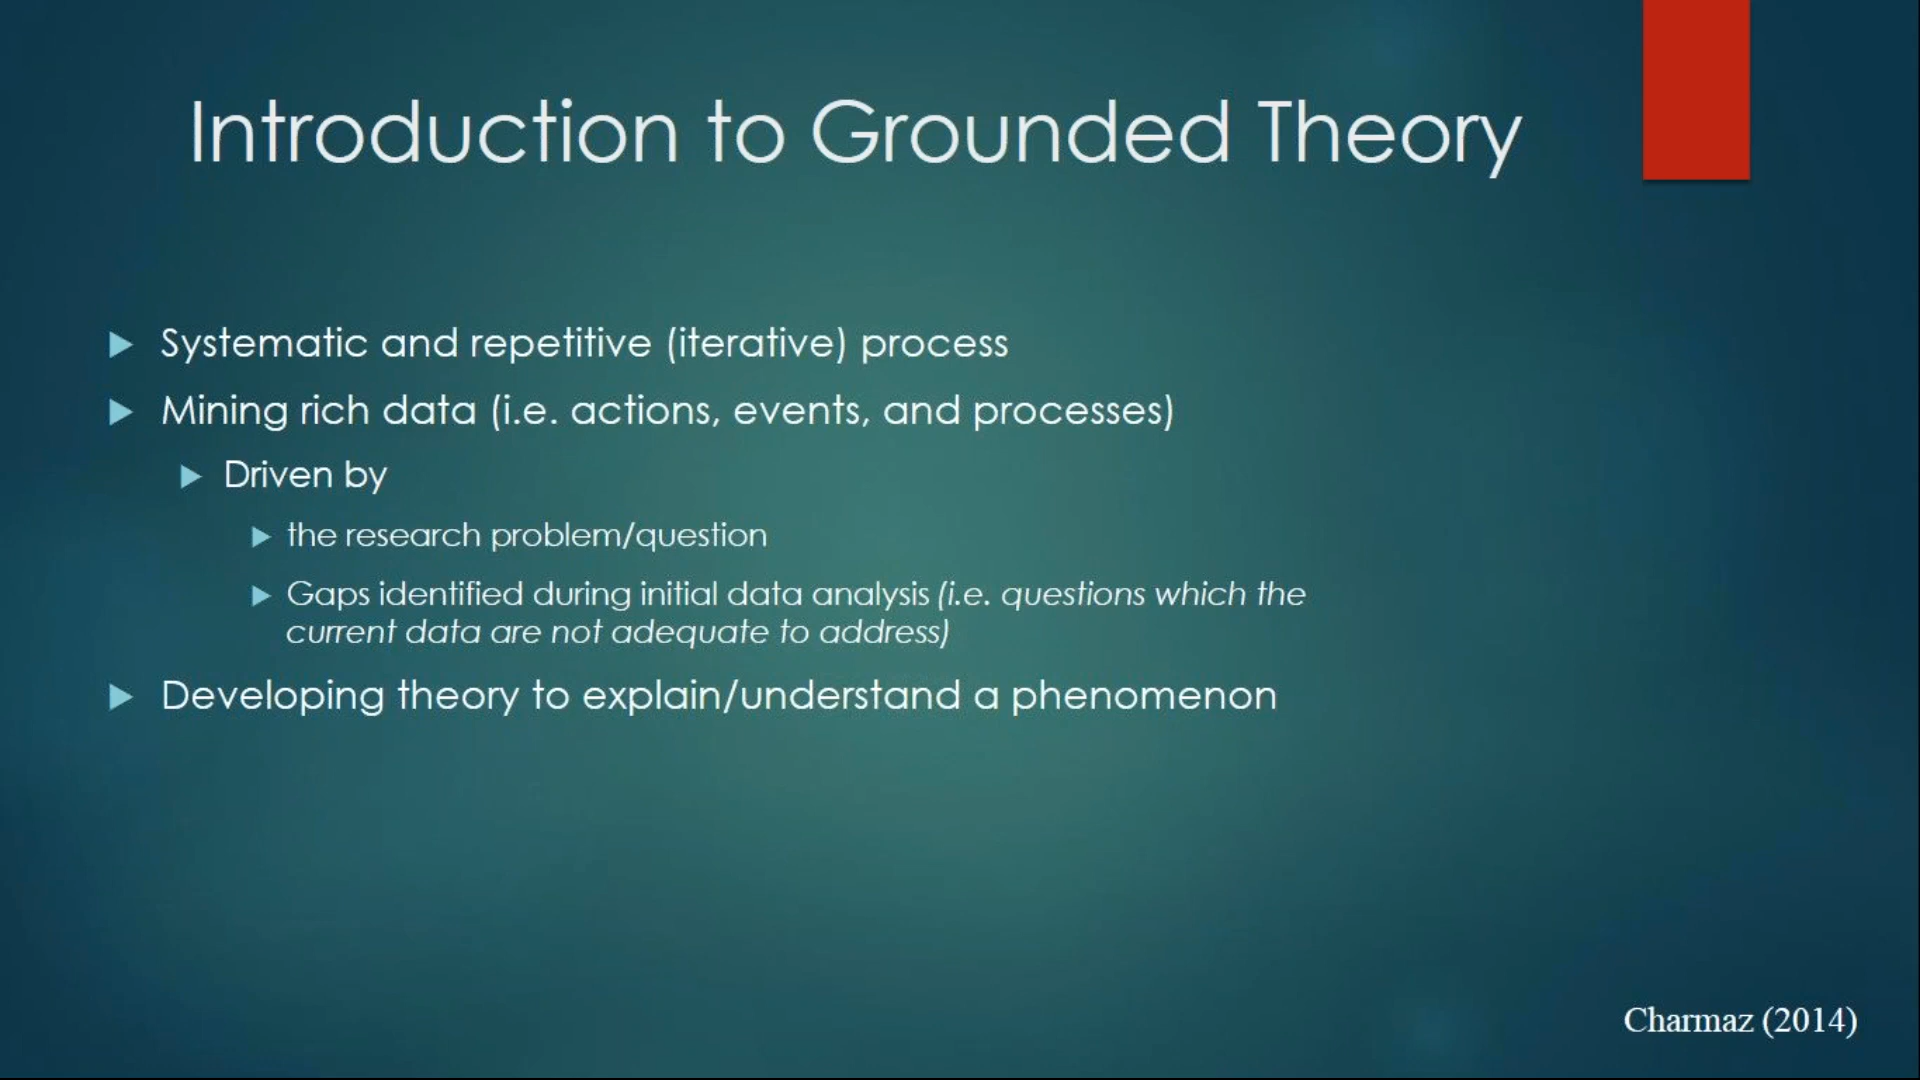 Introduction to Grounded Theory
Systematic and repetitive (iterative) process
Mining rich data (i.e. actions, events, and processes)
Driven by
the research problem/question
Gaps identified during initial data analysis (i.e. questions which the
current data are not adequate to address)
Developing theory to explain/understand a phenomenon
Charmaz (2014)